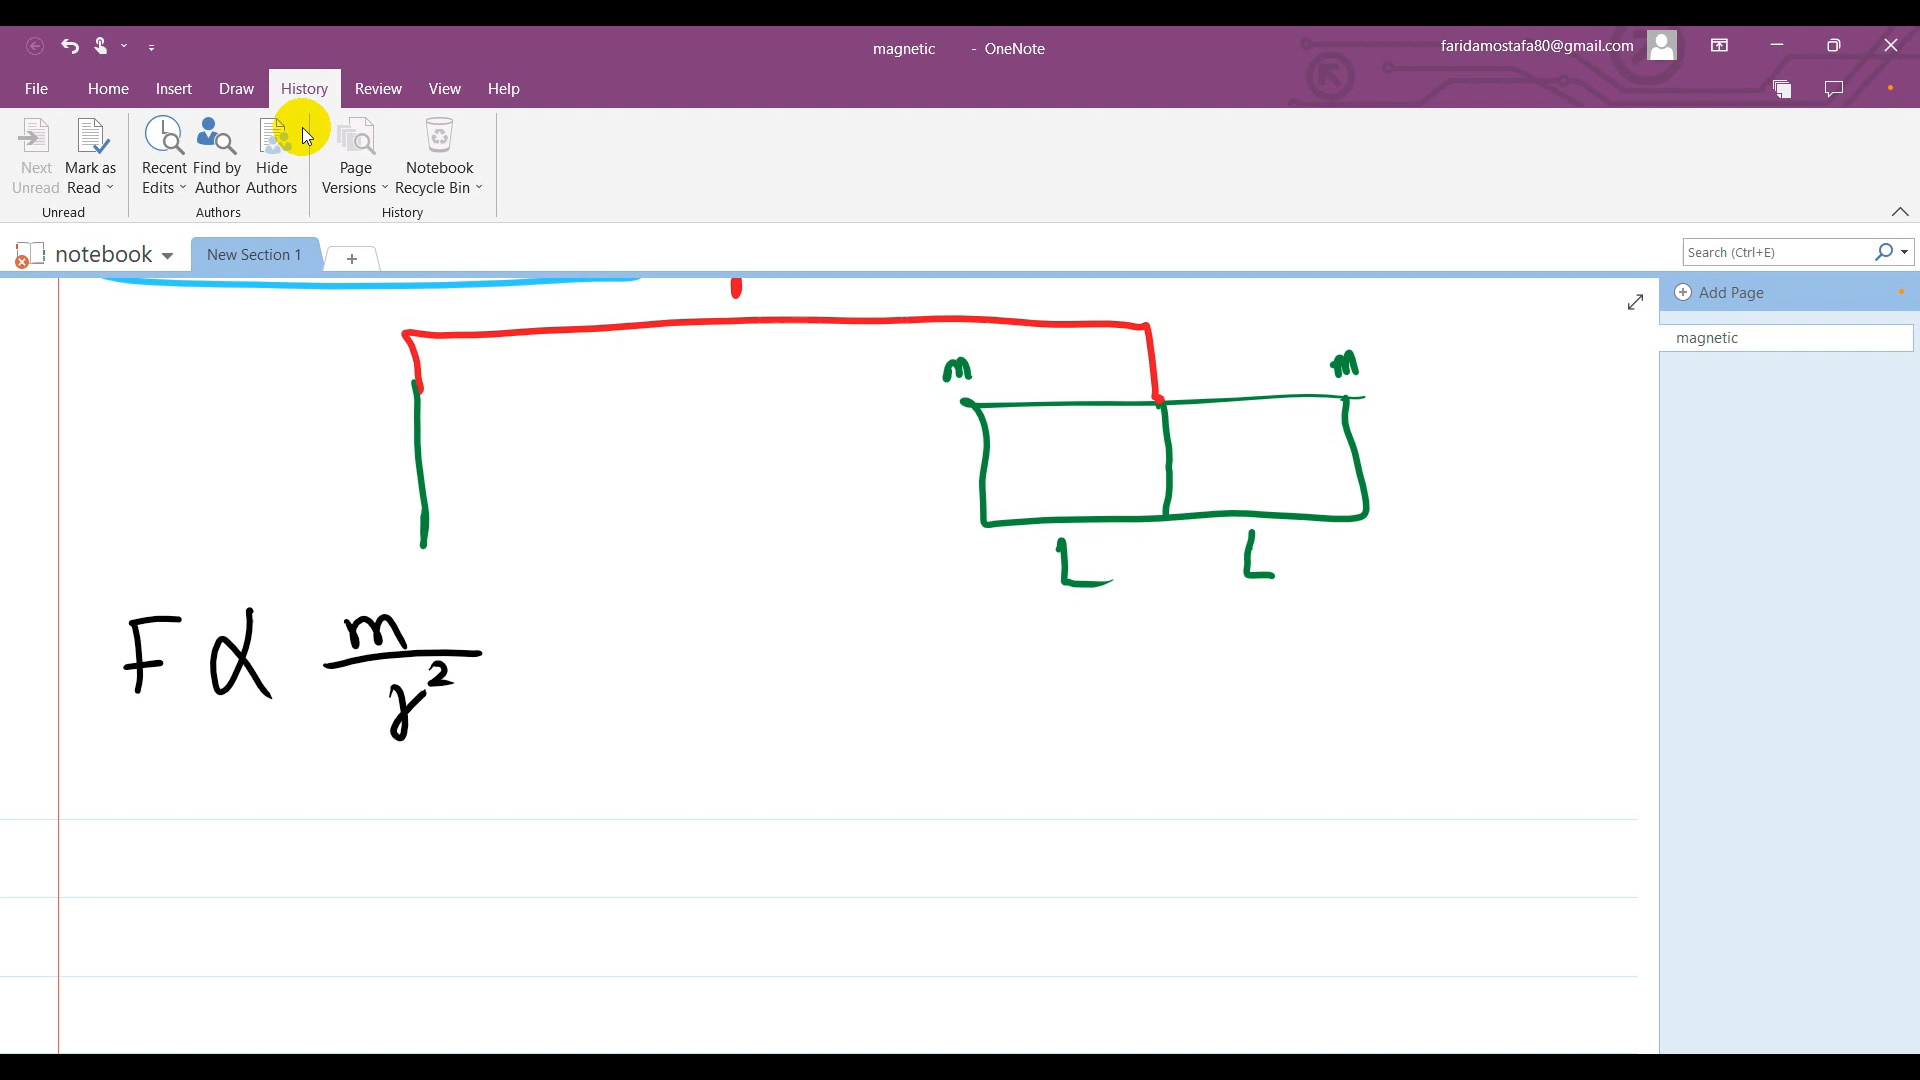 magnetic - OneNote
faridamostafa80@gmail.com
File Home Insert Draw History Review View Help
Next Unread
Mark as Read
Recent Edits
Find by Author
Hide Authors
Page Versions
Notebook Recycle Bin
Unread
Authors
History
notebook
New Section 1
+
Search (Ctrl+E)
Add Page
magnetic
m m
L L
F α m/r²